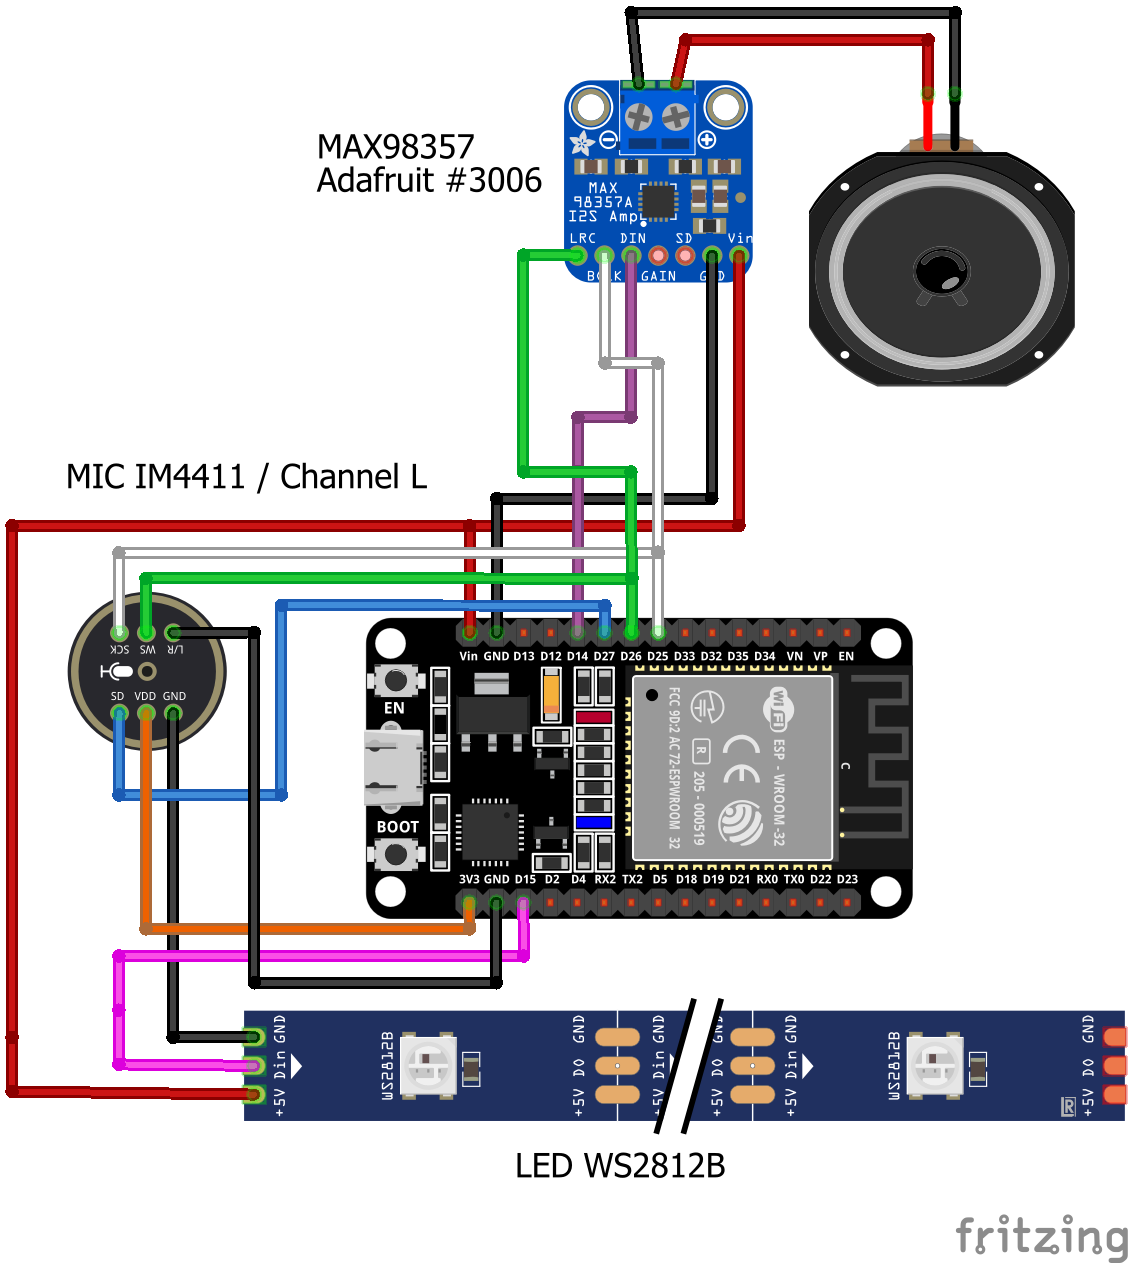 MAX98357
Adafruit #3006
MAX
98357A
I2S Amp
LRC DIN SD Vin
BCLK GAIN GND
MIC IM4411 / Channel L
SCK WS L/R
SD VDD GND
Vin GND D13 D12 D14 D27 D26 D25 D33 D32 D35 D34 VN VP EN
EN
BOOT
FCC 9D:2 AC 72-ESPWROOM 32
R
205 - 000519
CE
WiFi
ESP - WROOM -32
C
3V3 GND D15 D2 D4 RX2 TX2 D5 D18 D19 D21 RX0 TX0 D22 D23
GND
Din
+5V
WS2812B
GND
DO
+5V
GND
Din
+5V
GND
DO
+5V
GND
Din
+5V
WS2812B
R
GND
DO
+5V
LED WS2812B
fritzing